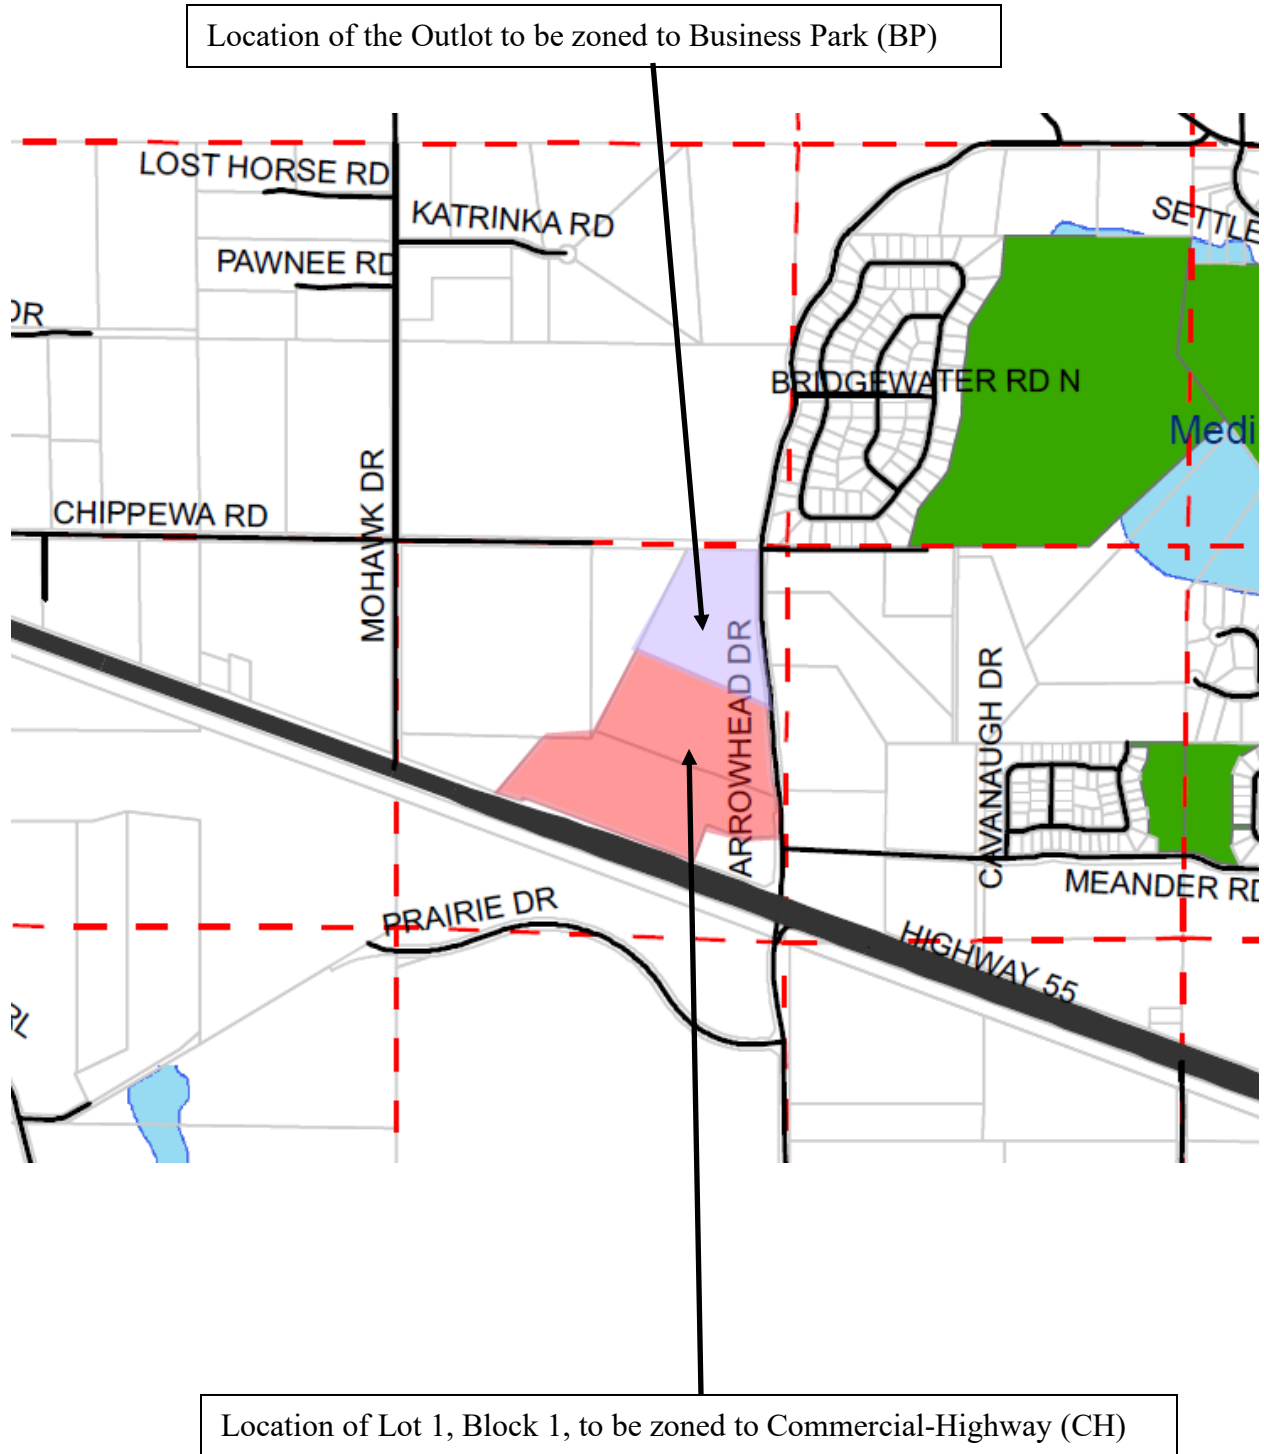 Location of the Outlot to be zoned to Business Park (BP)
LOST HORSE RD
KATRINKA RD
SETTLE
PAWNEE RD
DR
BRIDGEWATER RD N
Medi
MOHAWK DR
CHIPPEWA RD
ARROWHEAD DR
CAVANAUGH DR
MEANDER RD
PRAIRIE DR
HIGHWAY 55
Location of Lot 1, Block 1, to be zoned to Commercial-Highway (CH)